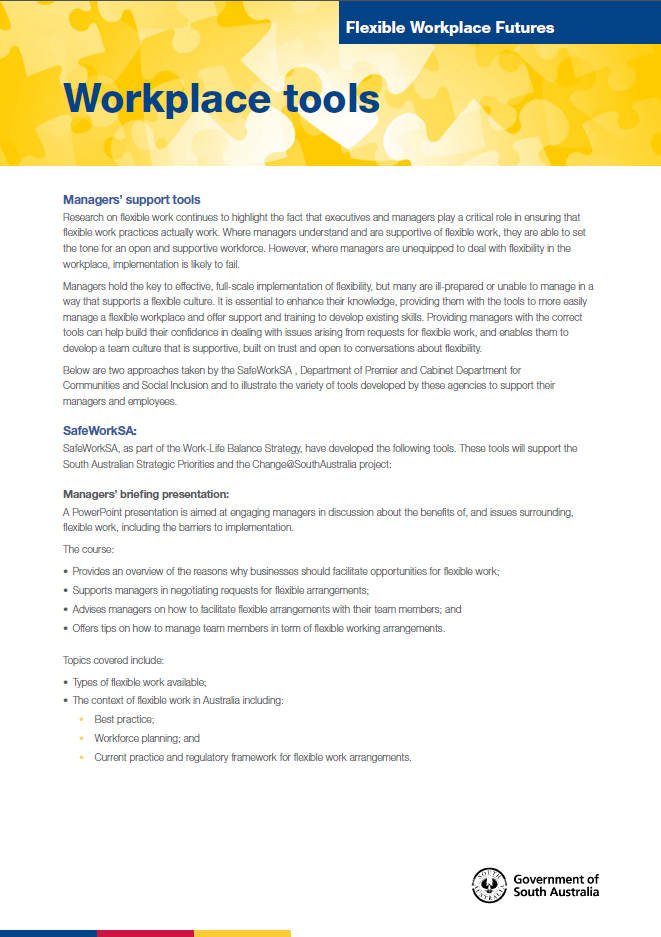 Flexible Workplace Futures
Workplace tools
Managers' support tools
Research on flexible work continues to highlight the fact that executives and managers play a critical role in ensuring that
flexible work practices actually work. Where managers understand and are supportive of flexible work, they are able to set
the tone for an open and supportive workforce. However, where managers are unequipped to deal with flexibility in the
workplace, implementation is likely to fail.
Managers hold the key to effective, full-scale implementation of flexibility, but many are ill-prepared or unable to manage in a
way that supports a flexible culture. It is essential to enhance their knowledge, providing them with the tools to more easily
manage a flexible workplace and offer support and training to develop existing skills. Providing managers with the correct
tools can help build their confidence in dealing with issues arising from requests for flexible work, and enables them to
develop a team culture that is supportive, built on trust and open to conversations about flexibility.
Below are two approaches taken by the SafeWorkSA , Department of Premier and Cabinet Department for
Communities and Social Inclusion and to illustrate the variety of tools developed by these agencies to support their
managers and employees.
SafeWorkSA:
SafeWorkSA, as part of the Work-Life Balance Strategy, have developed the following tools. These tools will support the
South Australian Strategic Priorities and the Change@SouthAustralia project:
Managers' briefing presentation:
A PowerPoint presentation is aimed at engaging managers in discussion about the benefits of, and issues surrounding,
flexible work, including the barriers to implementation.
The course:
• Provides an overview of the reasons why businesses should facilitate opportunities for flexible work;
• Supports managers in negotiating requests for flexible arrangements;
• Advises managers on how to facilitate flexible arrangements with their team members; and
• Offers tips on how to manage team members in term of flexible working arrangements.
Topics covered include:
• Types of flexible work available;
• The context of flexible work in Australia including:
• Best practice;
• Workforce planning; and
• Current practice and regulatory framework for flexible work arrangements.
SOUTH AUSTRALIA
Government of
South Australia